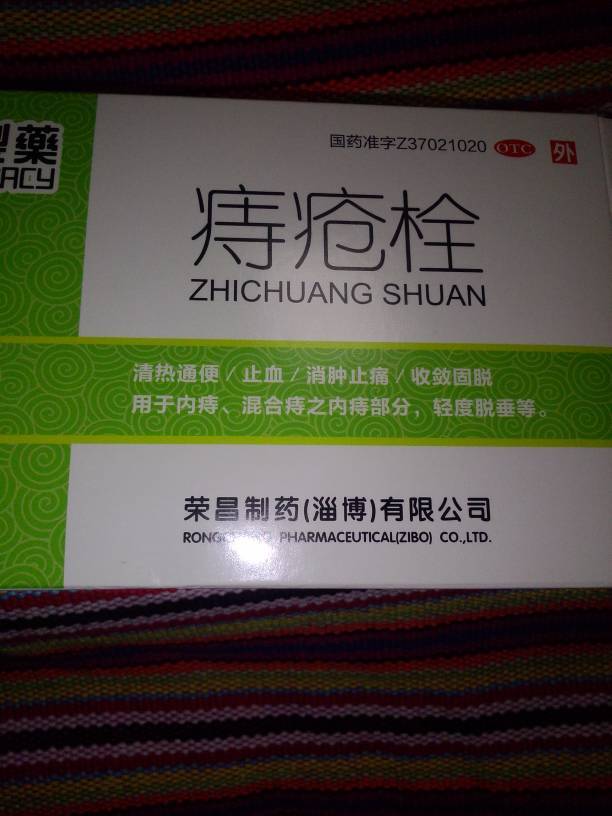 藥
ACY
国药准字Z37021020 OTC 外
痔疮栓
ZHICHUANG SHUAN
清热通便/止血/消肿止痛/收敛固脱
用于内痔、混合痔之内痔部分，轻度脱垂等。
荣昌制药(淄博)有限公司
PHARMACEUTICAL(ZIBO) CO.,LTD.